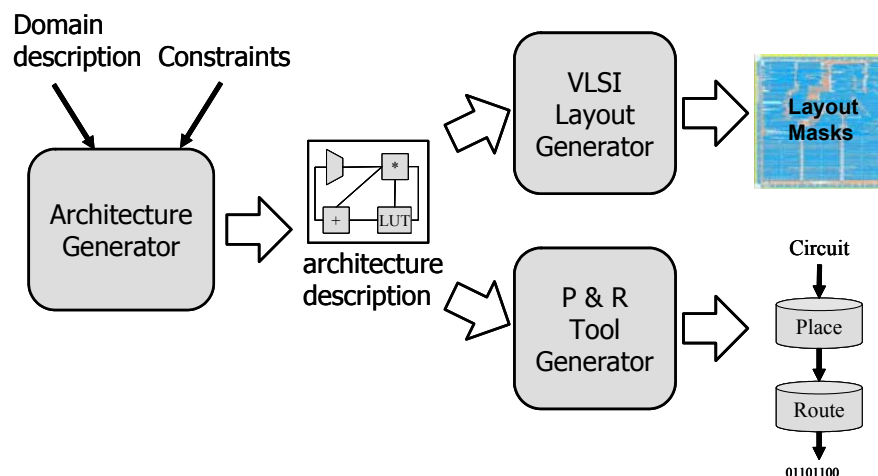 Domain
description
Constraints
Architecture
Generator
*
+
LUT
architecture
description
VLSI
Layout
Generator
Layout
Masks
P & R
Tool
Generator
Circuit
Place
Route
01101100